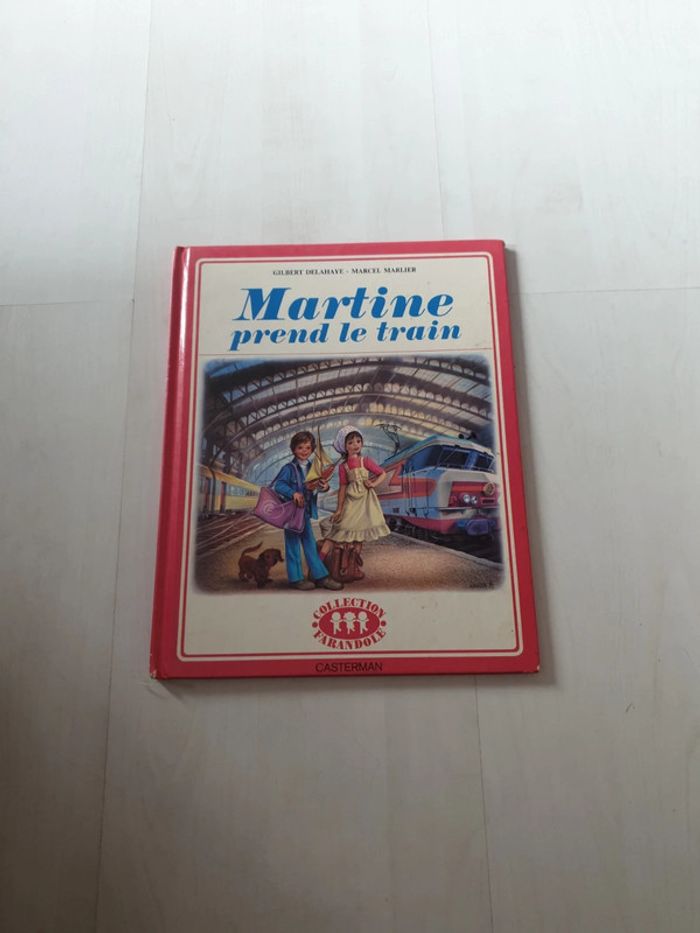 GILBERT DELAHAYE - MARCEL MARLIER
Martine
prend le train
COLLECTION
FARANDOLE
CASTERMAN